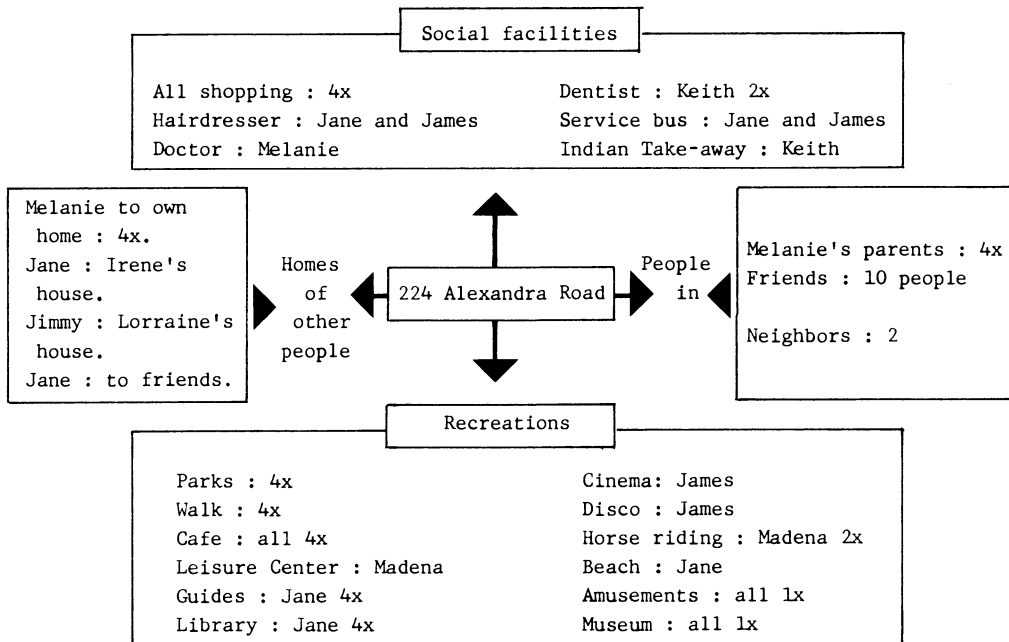 Social facilities
All shopping : 4x
Hairdresser : Jane and James
Doctor : Melanie
Dentist : Keith 2x
Service bus : Jane and James
Indian Take-away : Keith
Melanie to own
home : 4x.
Jane : Irene's
house.
Jimmy : Lorraine's
house.
Jane : to friends.
Homes
of
other
people
224 Alexandra Road
People
in
Melanie's parents : 4x
Friends : 10 people
Neighbors : 2
Recreations
Parks : 4x
Walk : 4x
Cafe : all 4x
Leisure Center : Madena
Guides : Jane 4x
Library : Jane 4x
Cinema: James
Disco : James
Horse riding : Madena 2x
Beach : Jane
Amusements : all 1x
Museum : all 1x